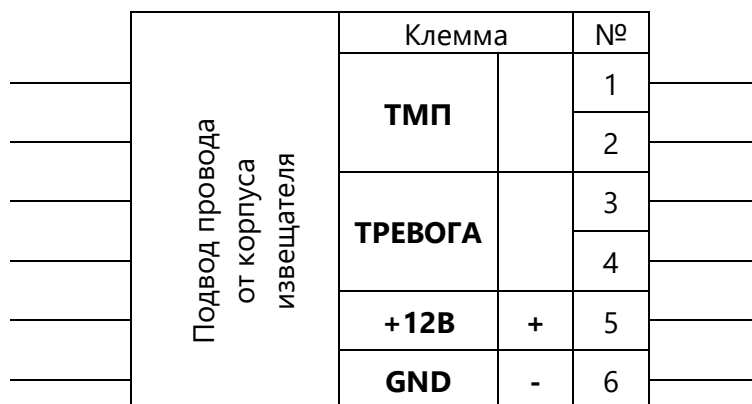 Клемма №
Подвод провода
от корпуса
извещателя
ТМП 1
2
ТРЕВОГА 3
4
+12В + 5
GND - 6